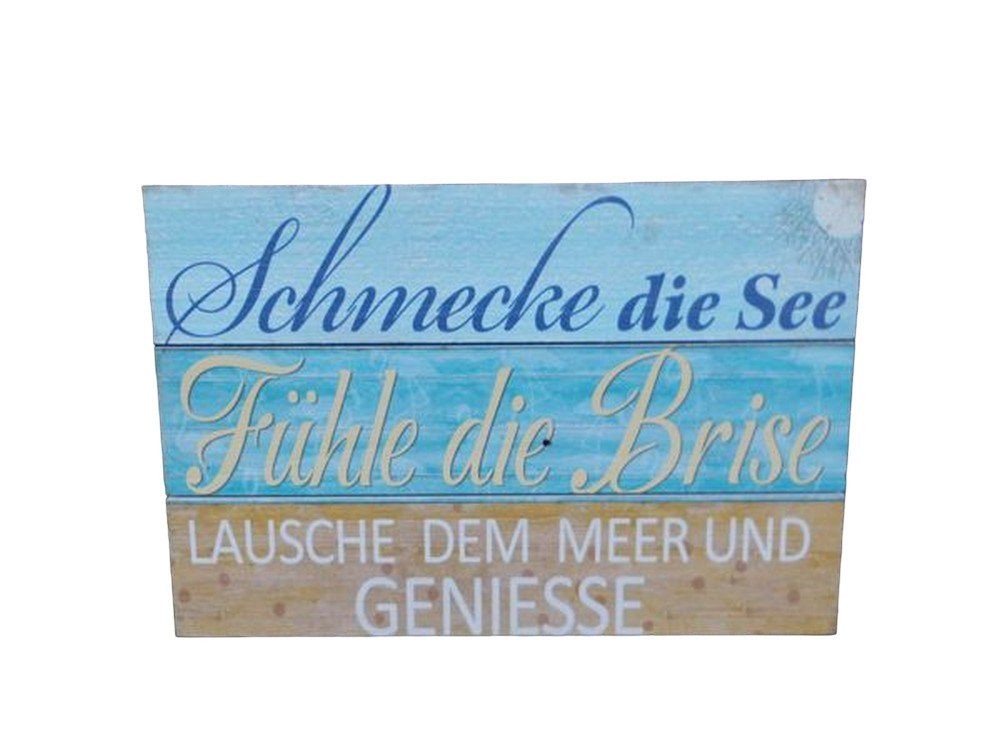 Schmecke die See
Fühle die Brise
LAUSCHE DEM MEER UND
GENIESSE